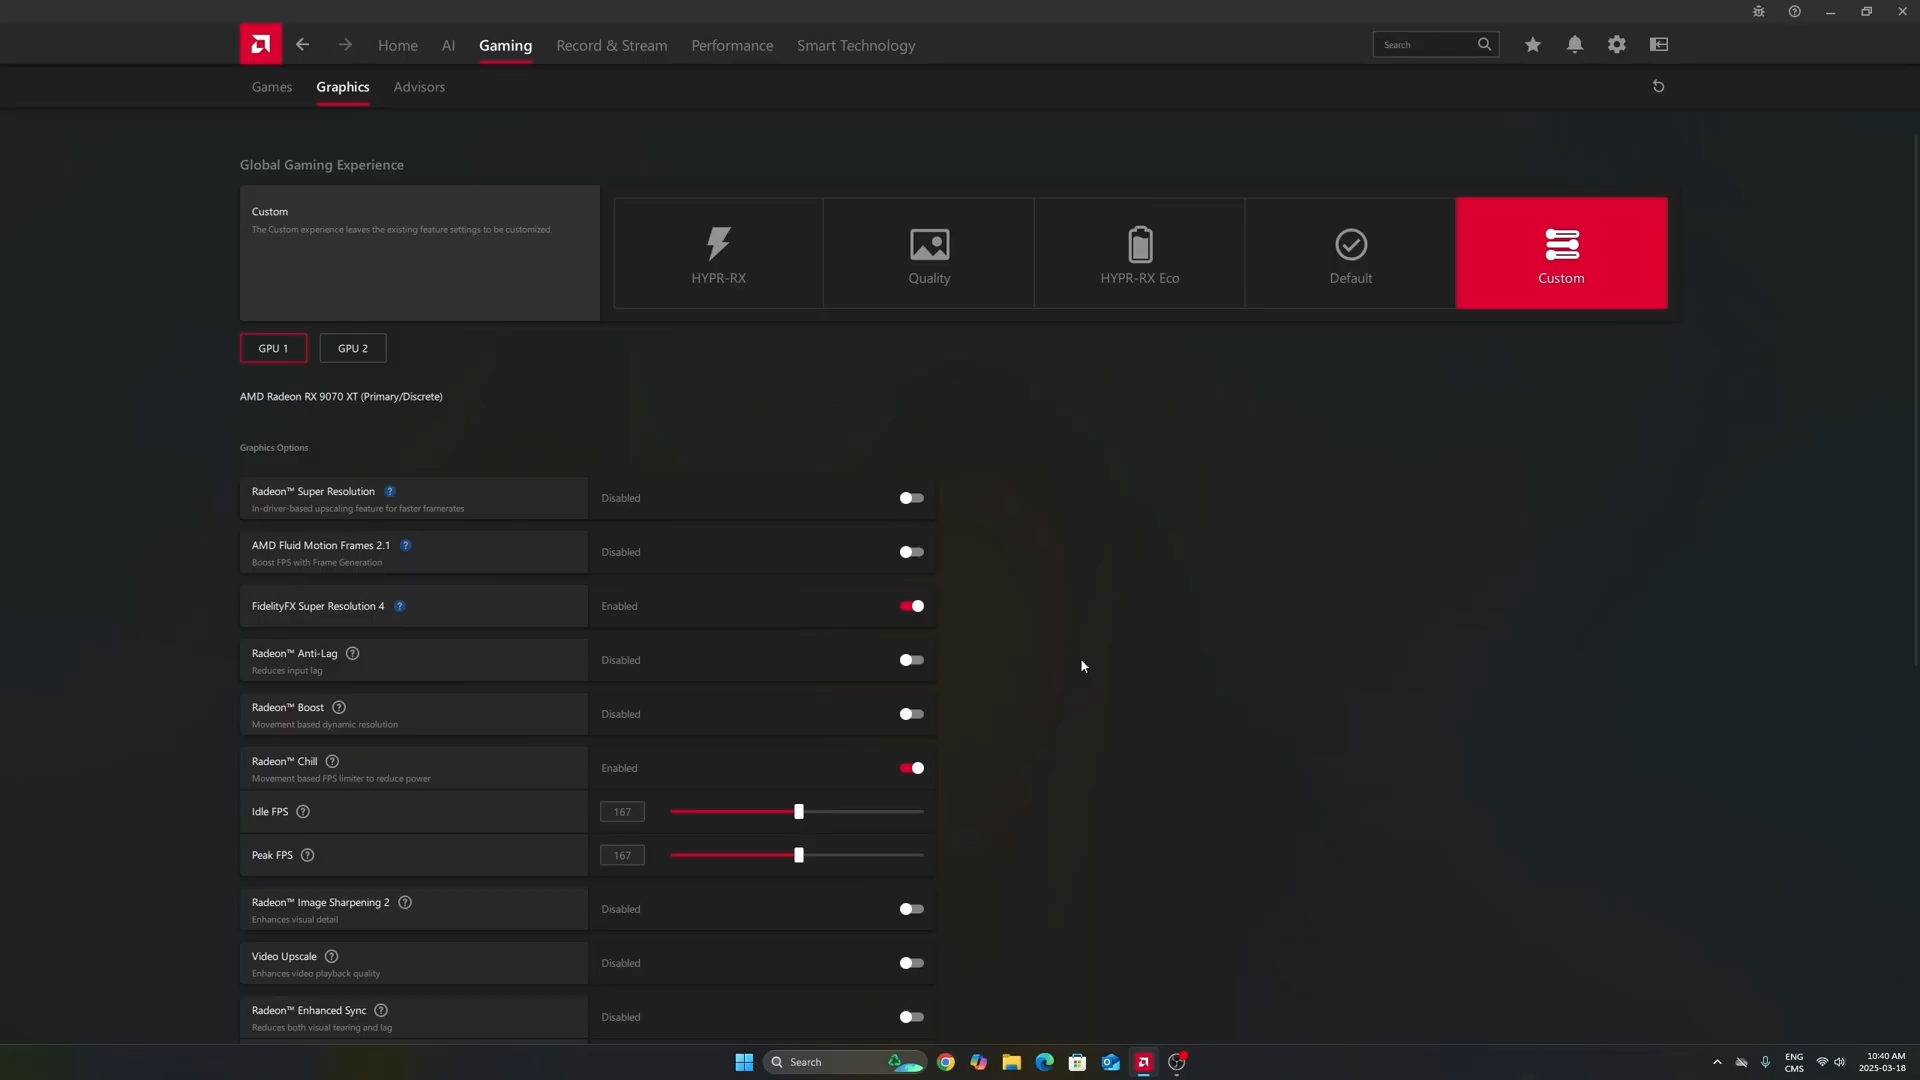 Home AI Gaming Record & Stream Performance Smart Technology Search
Games Graphics Advisors
Global Gaming Experience
Custom
The Custom experience leaves the existing feature settings to be customized.
HYPR-RX Quality HYPR-RX Eco Default Custom
GPU 1 GPU 2
AMD Radeon RX 9070 XT (Primary/Discrete)
Graphics Options
Radeon™ Super Resolution ? Disabled
In-driver-based upscaling feature for faster framerates
AMD Fluid Motion Frames 2.1 ? Disabled
Boost FPS with Frame Generation
FidelityFX Super Resolution 4 ? Enabled
Radeon™ Anti-Lag ? Disabled
Reduces input lag
Radeon™ Boost ? Disabled
Movement based dynamic resolution
Radeon™ Chill ? Enabled
Movement based FPS limiter to reduce power
Idle FPS ? 167
Peak FPS ? 167
Radeon™ Image Sharpening 2 ? Disabled
Enhances visual detail
Video Upscale ? Disabled
Enhances video playback quality
Radeon™ Enhanced Sync ? Disabled
Reduces both visual tearing and lag
Search
ENG
CMS
10:40 AM
2025-03-18